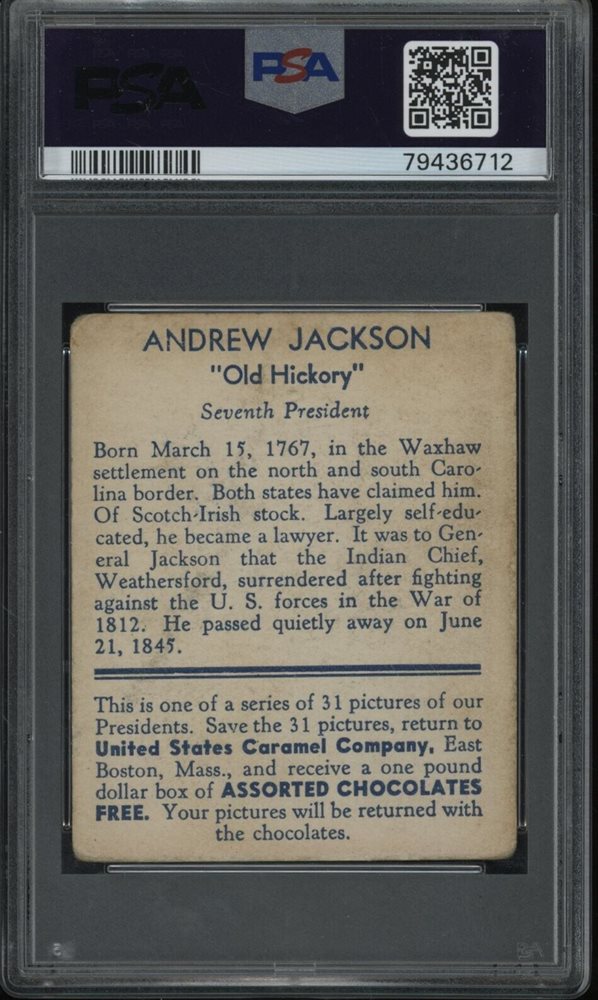 PSA PSA
79436712
ANDREW JACKSON
"Old Hickory"
Seventh President
Born March 15, 1767, in the Waxhaw
settlement on the north and south Caro-
lina border. Both states have claimed him.
Of Scotch-Irish stock. Largely self-edu-
cated, he became a lawyer. It was to Gen-
eral Jackson that the Indian Chief,
Weathersford, surrendered after fighting
against the U. S. forces in the War of
1812. He passed quietly away on June
21, 1845.
This is one of a series of 31 pictures of our
Presidents. Save the 31 pictures, return to
United States Caramel Company, East
Boston, Mass., and receive a one pound
dollar box of ASSORTED CHOCOLATES
FREE. Your pictures will be returned with
the chocolates.